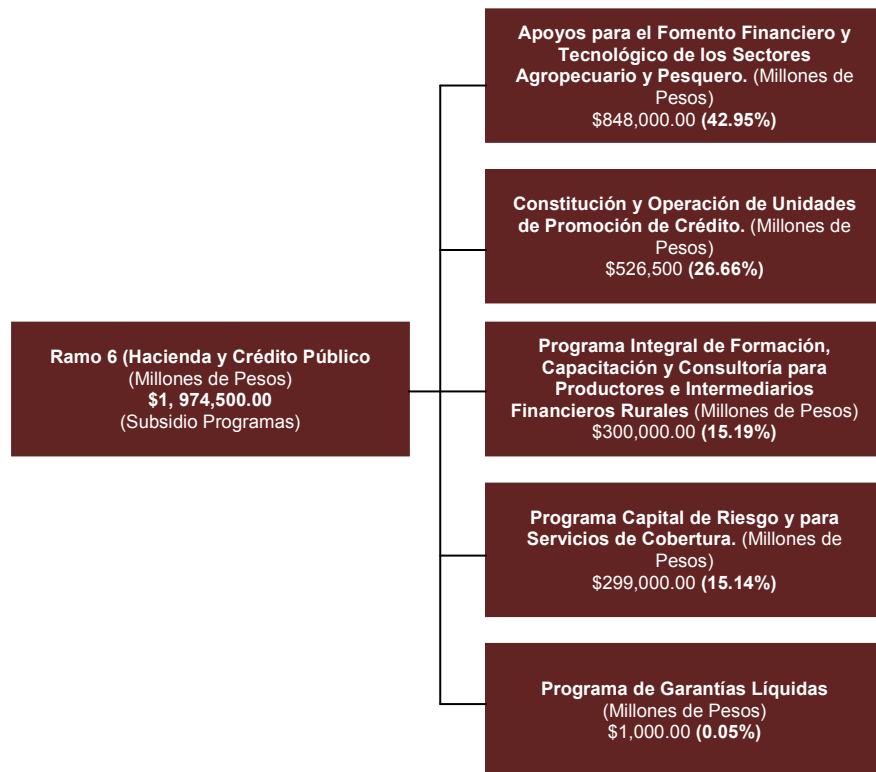 Apoyos para el Fomento Financiero y
Tecnológico de los Sectores
Agropecuario y Pesquero. (Millones de
Pesos)
$848,000.00 (42.95%)
Constitución y Operación de Unidades
de Promoción de Crédito. (Millones de
Pesos)
$526,500 (26.66%)
Ramo 6 (Hacienda y Crédito Público
(Millones de Pesos)
$1, 974,500.00
(Subsidio Programas)
Programa Integral de Formación,
Capacitación y Consultoría para
Productores e Intermediarios
Financieros Rurales (Millones de Pesos)
$300,000.00 (15.19%)
Programa Capital de Riesgo y para
Servicios de Cobertura. (Millones de
Pesos)
$299,000.00 (15.14%)
Programa de Garantías Líquidas
(Millones de Pesos)
$1,000.00 (0.05%)